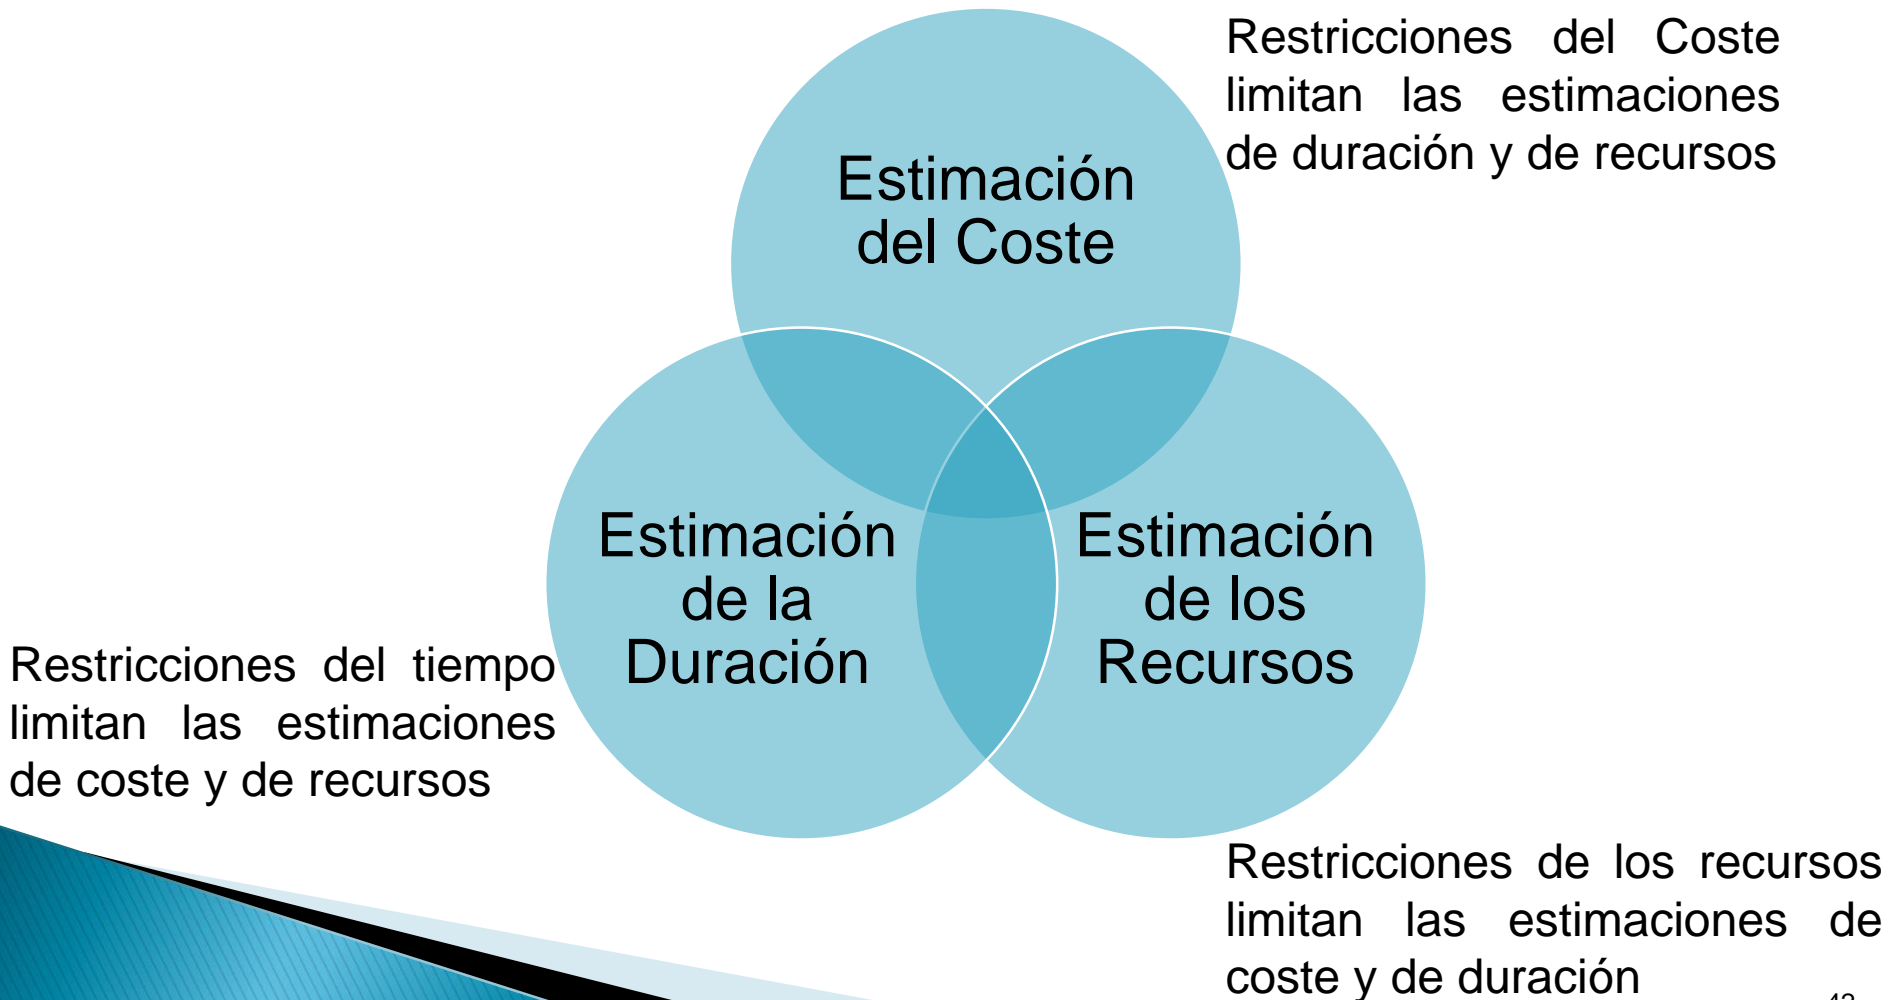 Restricciones del Coste
limitan las estimaciones
de duración y de recursos
Estimación
del Coste
Estimación
de la
Duración
Estimación
de los
Recursos
Restricciones del tiempo
limitan las estimaciones
de coste y de recursos
Restricciones de los recursos
limitan las estimaciones de
coste y de duración